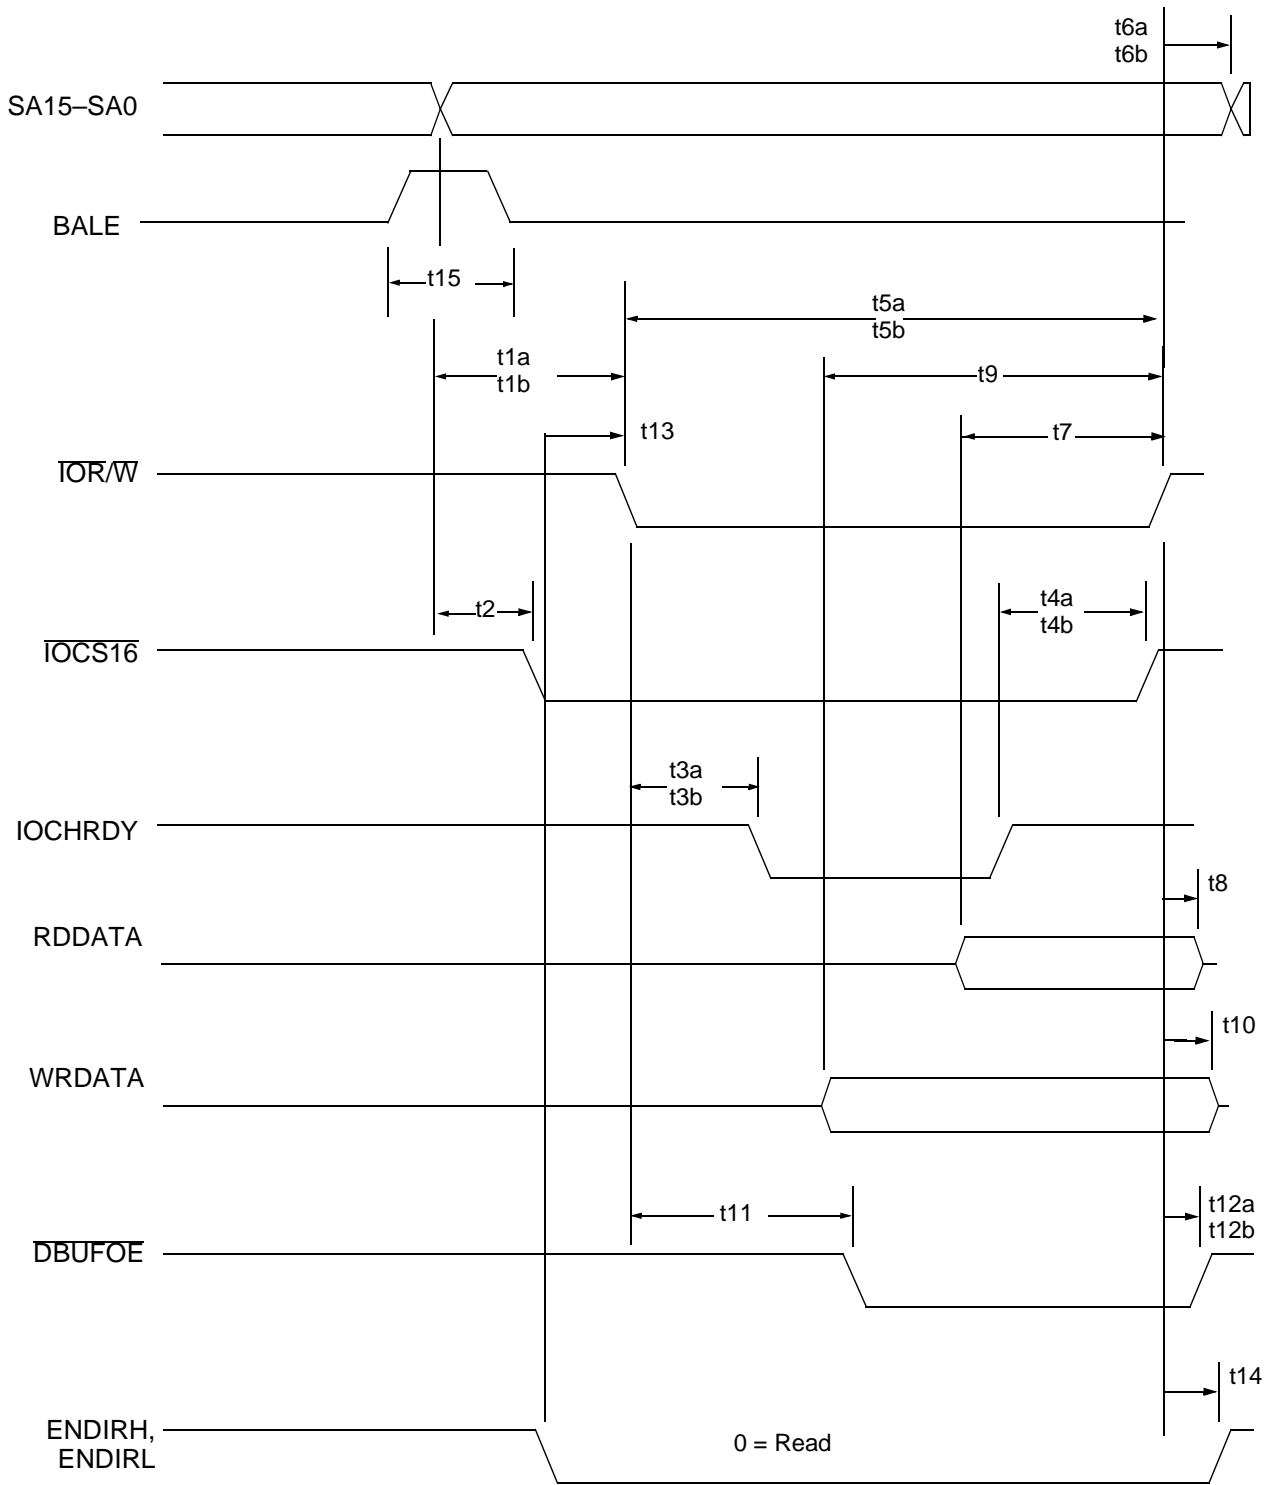 t6a
t6b
SA15–SA0
BALE
t15
t5a
t5b
t1a
t1b
t9
t13
t7
IOR/W
t2
t4a
t4b
IOCS16
t3a
t3b
IOCHRDY
t8
RDDATA
t10
WRDATA
t11
t12a
t12b
DBUFOE
t14
ENDIRH,
ENDIRL
0 = Read